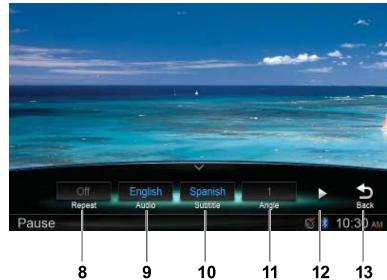 Off English Spanish 1
Repeat Audio Subtitle Angle Back
Pause 10:30 AM
8 9 10 11 12 13